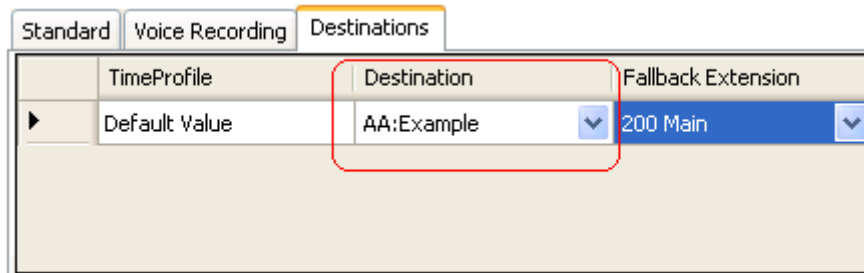 Standard Voice Recording Destinations
TimeProfile Destination Fallback Extension
Default Value AA:Example 200 Main